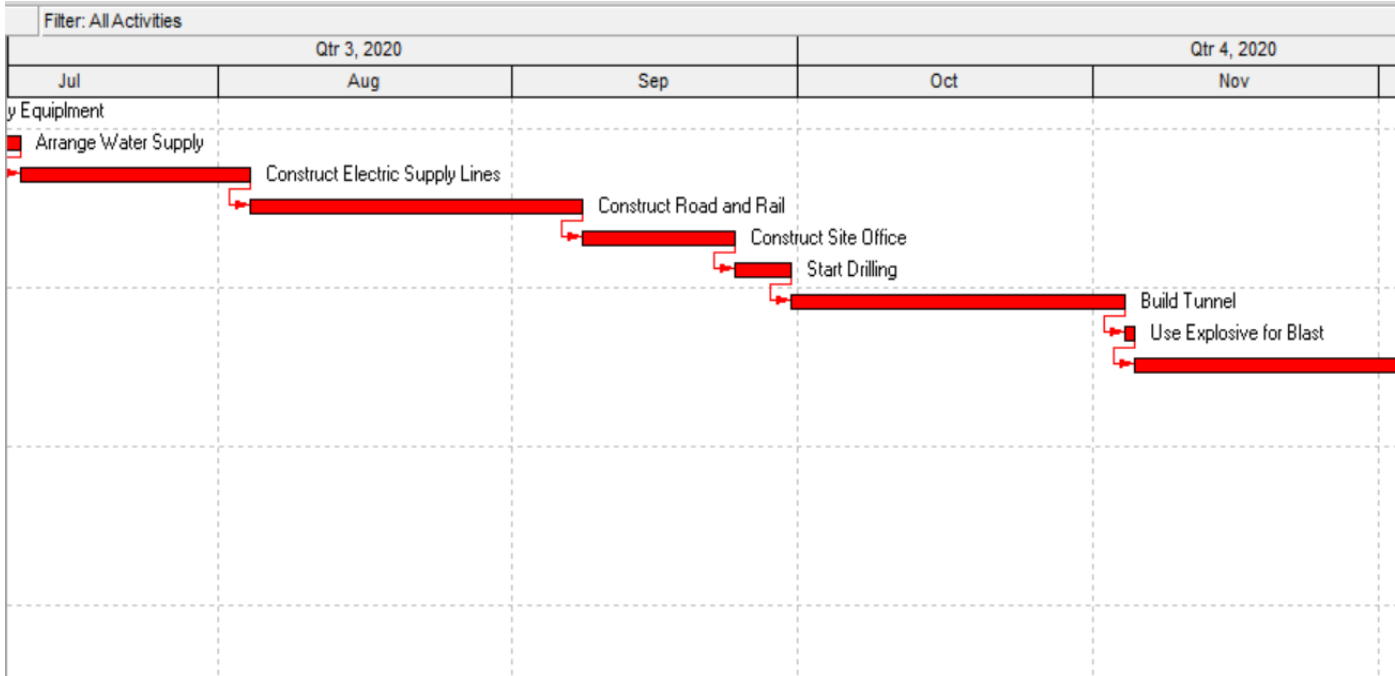 Filter: All Activities
Qtr 3, 2020 Qtr 4, 2020
Jul Aug Sep Oct Nov
y Equiplment
Arrange Water Supply
Construct Electric Supply Lines
Construct Road and Rail
Construct Site Office
Start Drilling
Build Tunnel
Use Explosive for Blast